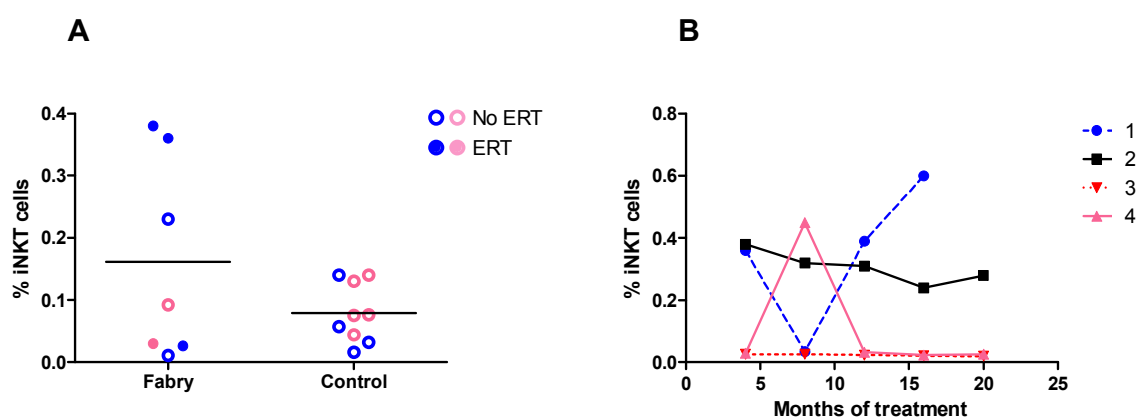 A
% iNKT cells
0.4
0.3
0.2
0.1
0.0
Fabry
Control
No ERT
ERT
B
% iNKT cells
0.8
0.6
0.4
0.2
0.0
0
5
10
15
20
25
Months of treatment
1
2
3
4